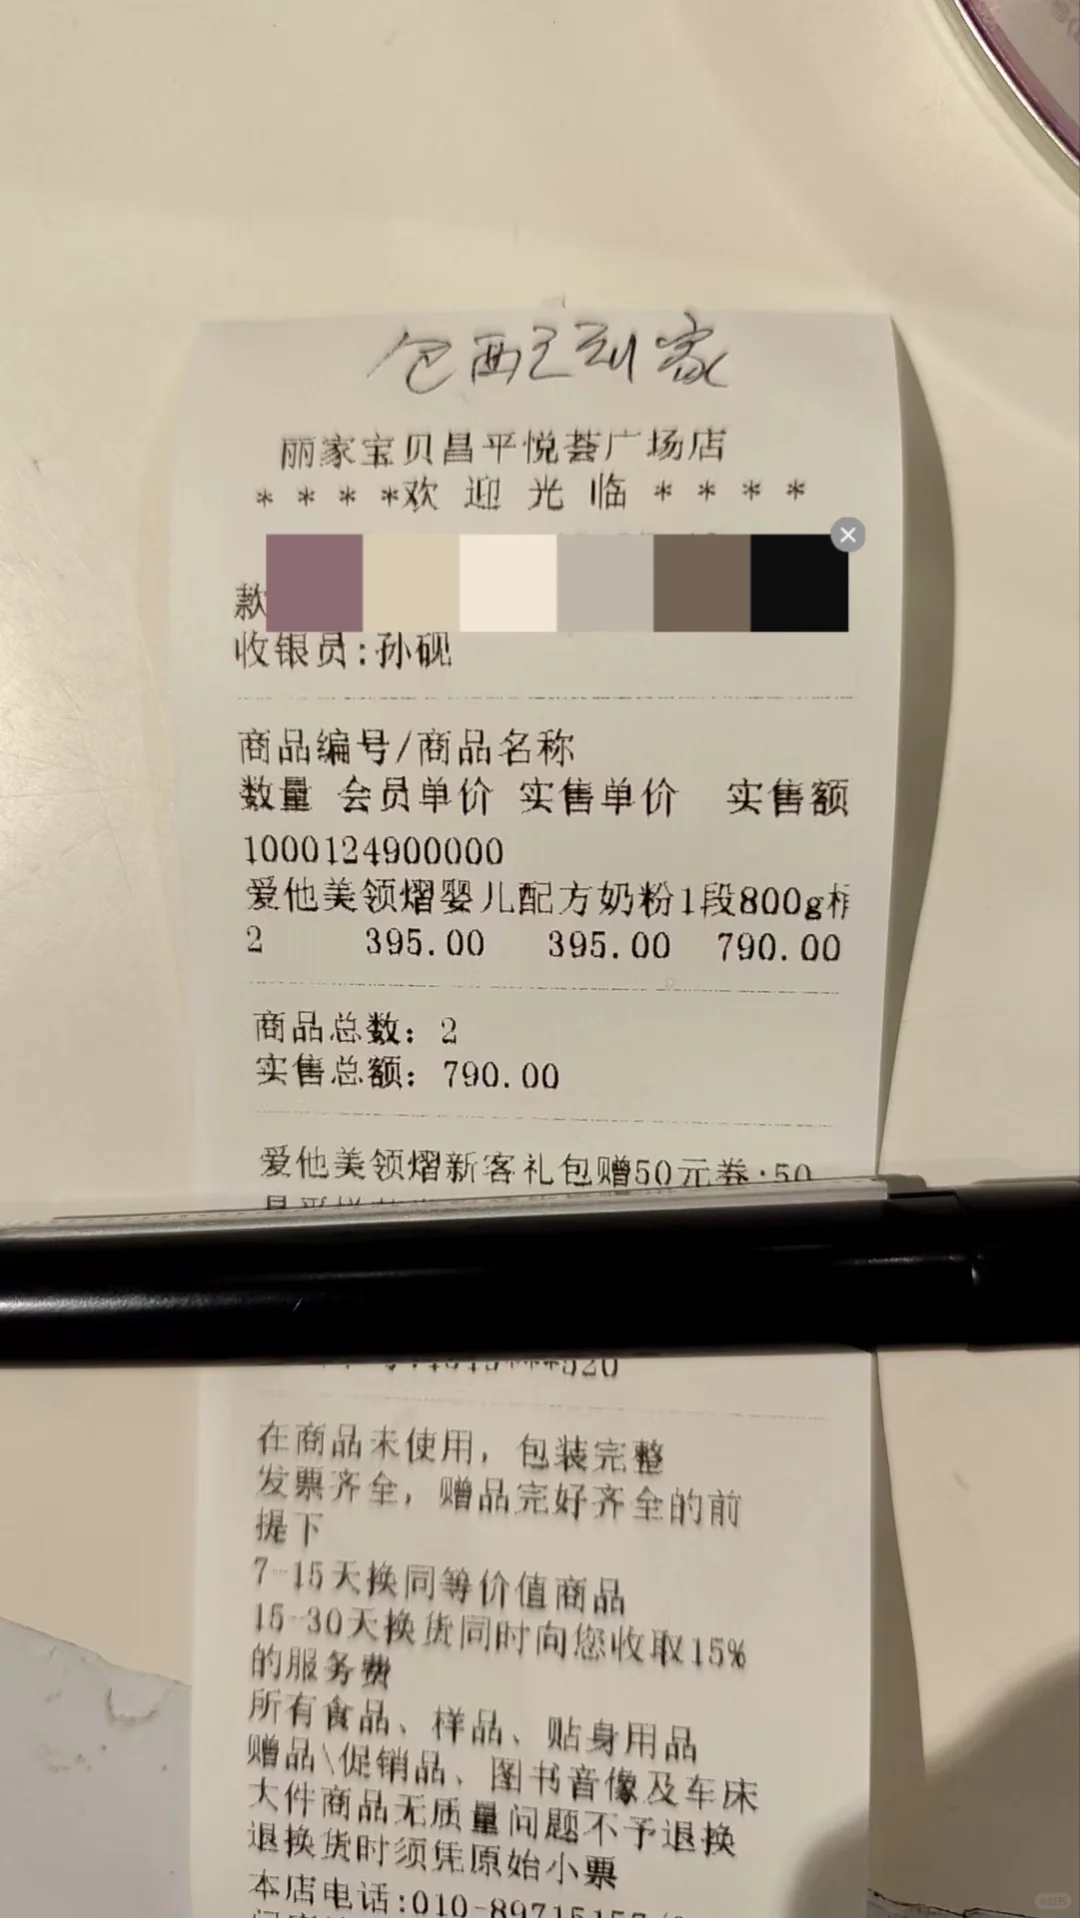 包配送到家
丽家宝贝昌平悦荟广场店
* * * *欢 迎 光 临 * * * *
款
收银员:孙砚
商品编号/商品名称
数量 会员单价 实售单价 实售额
1000124900000
爱他美领熠婴儿配方奶粉1段800g
2 395.00 395.00 790.00
商品总数: 2
实售总额: 790.00
爱他美领熠新客礼包赠50元券:50
520
在商品未使用，包装完整
发票齐全，赠品完好齐全的前
提下
7-15天换同等价值商品
15-30天换货同时向您收取15%
的服务费
所有食品、样品、贴身用品
赠品\促销品、图书音像及车床
大件商品无质量问题不予退换
退换货时须凭原始小票
本店电话:010-89715157